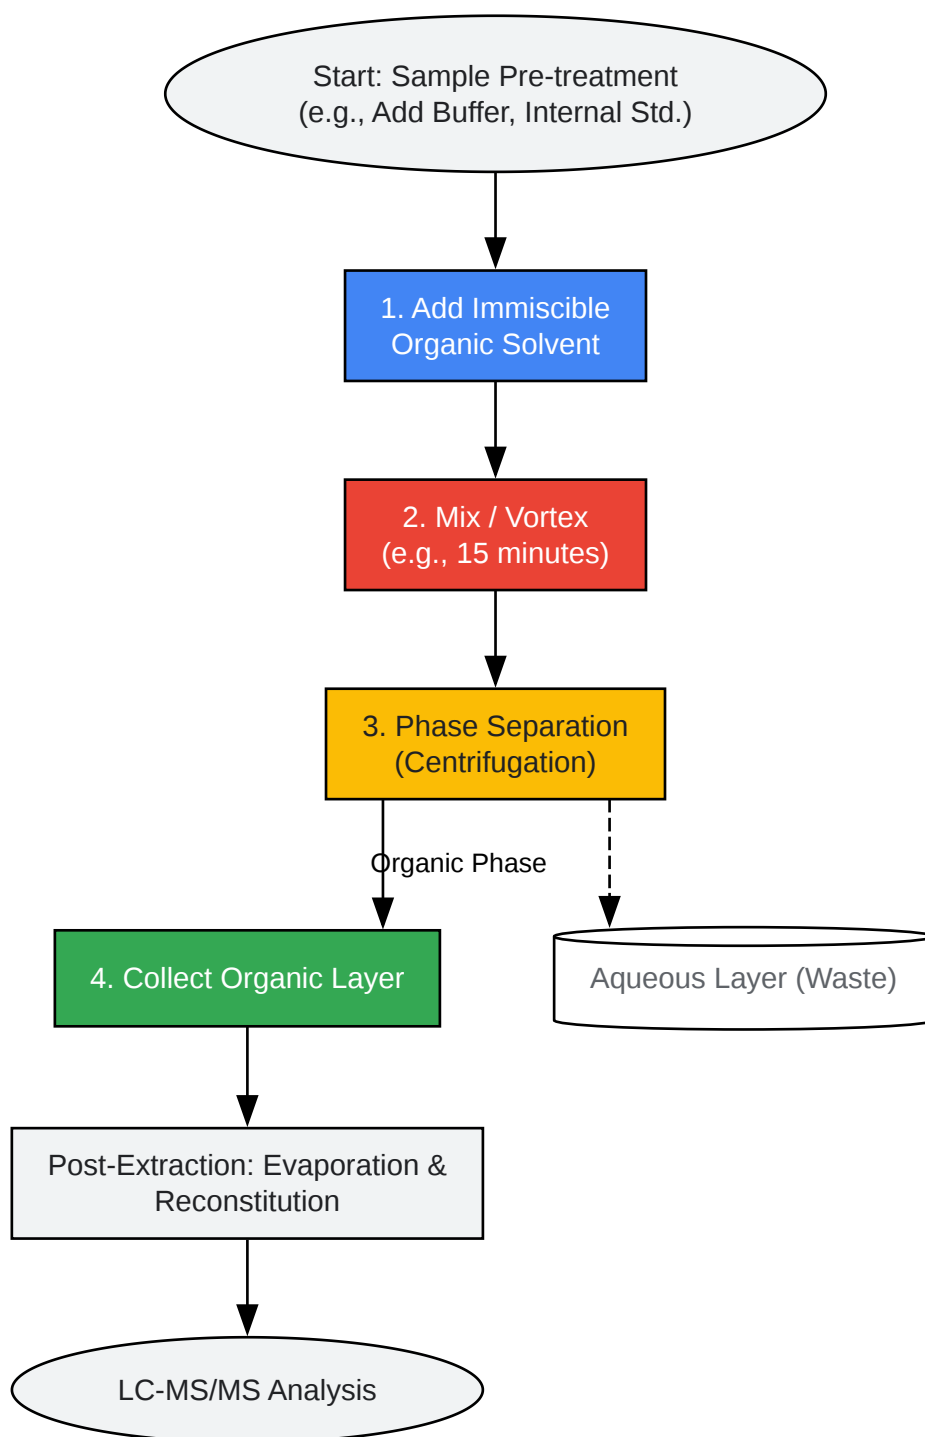 Start: Sample Pre-treatment
(e.g., Add Buffer, Internal Std.)
1. Add Immiscible
Organic Solvent
2. Mix / Vortex
(e.g., 15 minutes)
3. Phase Separation
(Centrifugation)
Organic Phase
4. Collect Organic Layer
Aqueous Layer (Waste)
Post-Extraction: Evaporation &
Reconstitution
LC-MS/MS Analysis